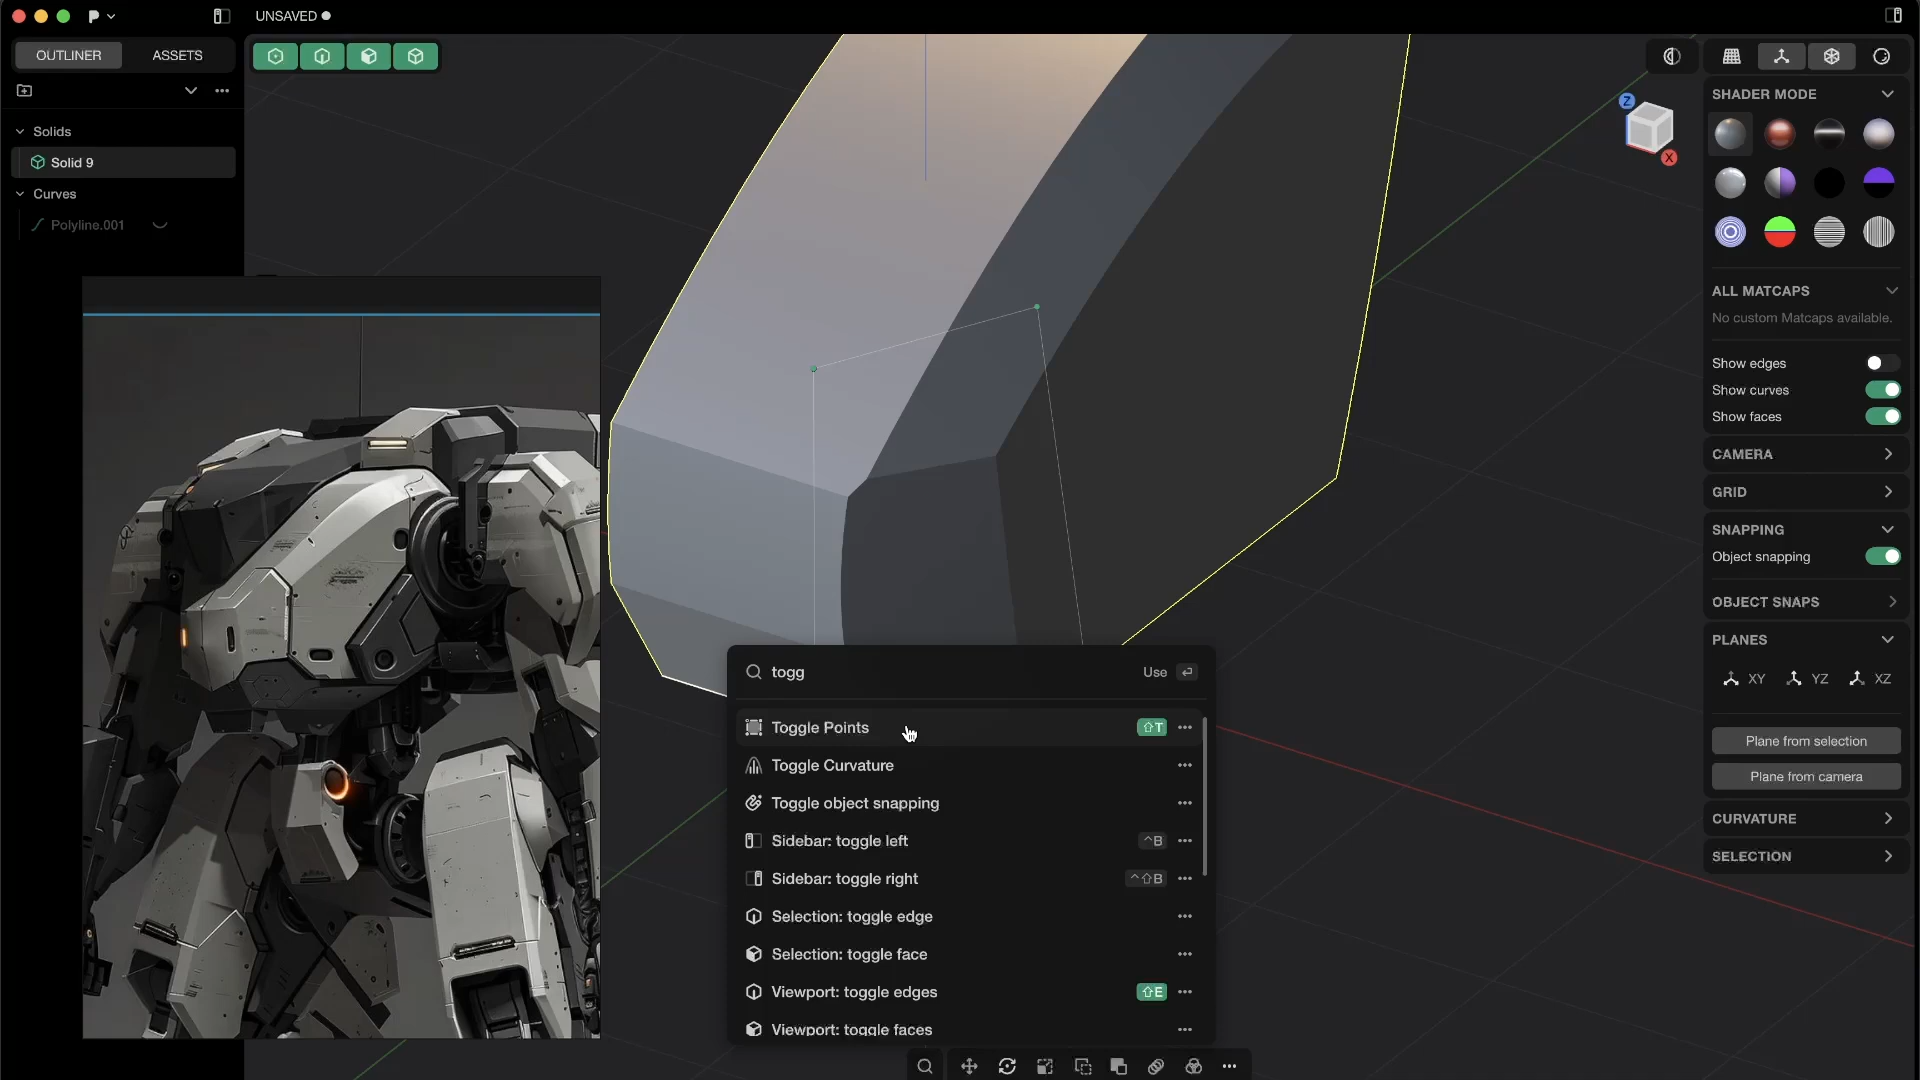 UNSAVED
OUTLINER
ASSETS
Solids
Solid 9
Curves
Polyline.001
Z
X
SHADER MODE
ALL MATCAPS
No custom Matcaps available.
Show edges
Show curves
Show faces
CAMERA
GRID
SNAPPING
Object snapping
OBJECT SNAPS
PLANES
XY
YZ
XZ
Plane from selection
Plane from camera
CURVATURE
SELECTION
togg
Use
Toggle Points
⇧T
Toggle Curvature
Toggle object snapping
Sidebar: toggle left
^B
Sidebar: toggle right
^⇧B
Selection: toggle edge
Selection: toggle face
Viewport: toggle edges
⇧E
Viewport: toggle faces